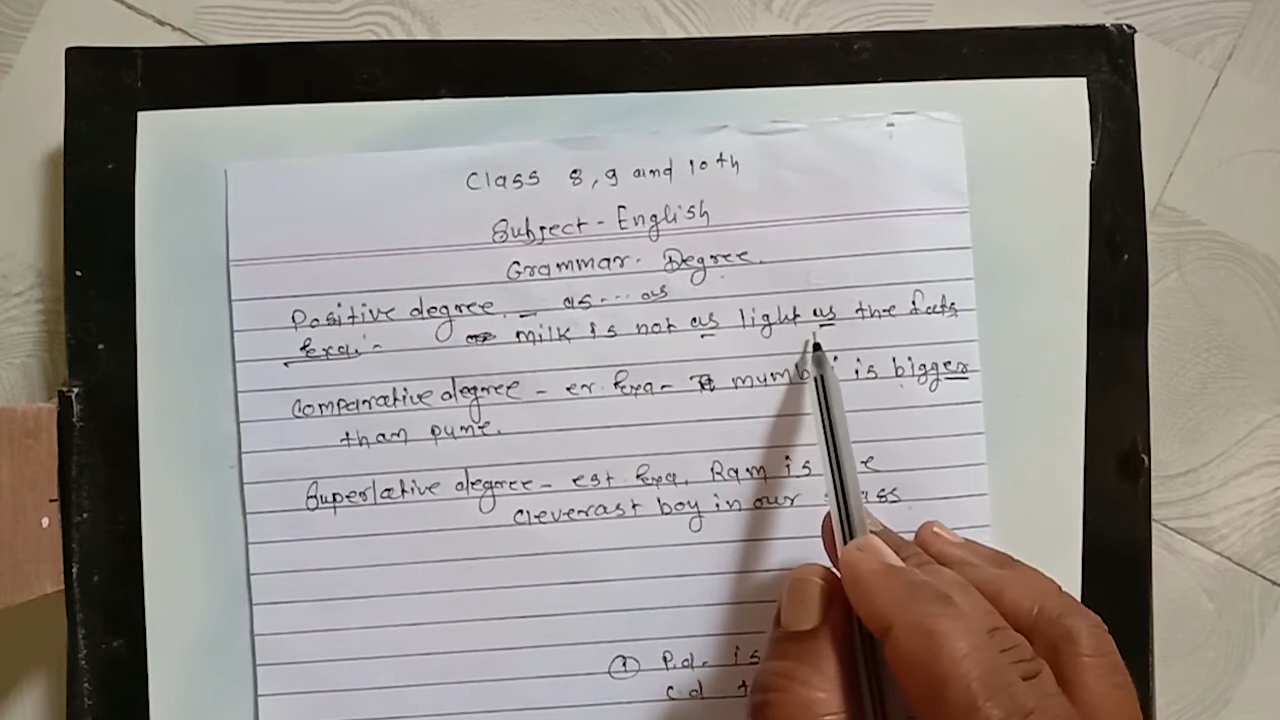 Class 8, 9 and 10th
Subject - English
Grammar. Degree.
Positive degree. - as...as
Exa:- milk is not as light as the
Comparative degree - er. Exa- mumbai is bigger
than pune.
Superlative degree - est Exa. Ram is
cleverast boy in our
① P.d. is
C.d